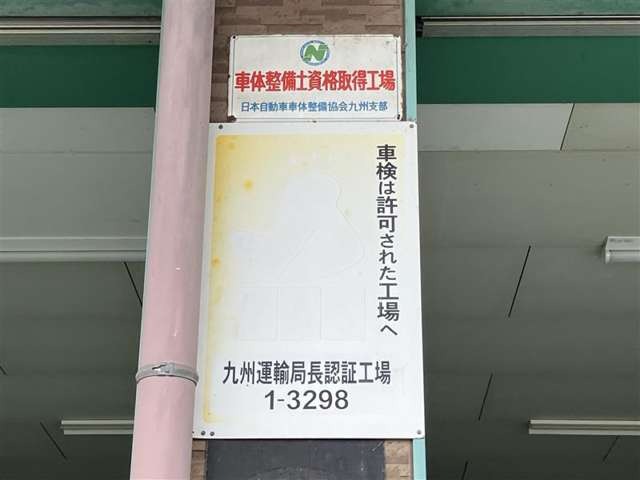 N
車体整備士資格取得工場
日本自動車車体整備協会九州支部
車検は許可された工場へ
九州運輸局長認証工場
1-3298